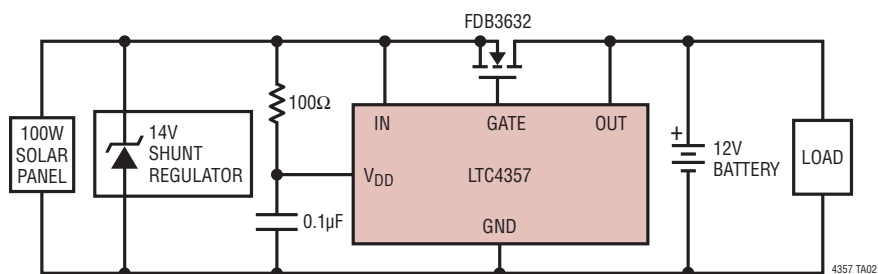 FDB3632
100Ω
IN
GATE
OUT
100W
SOLAR
PANEL
14V
SHUNT
REGULATOR
VDD
LTC4357
+
12V
BATTERY
LOAD
0.1µF
GND
4357 TA02